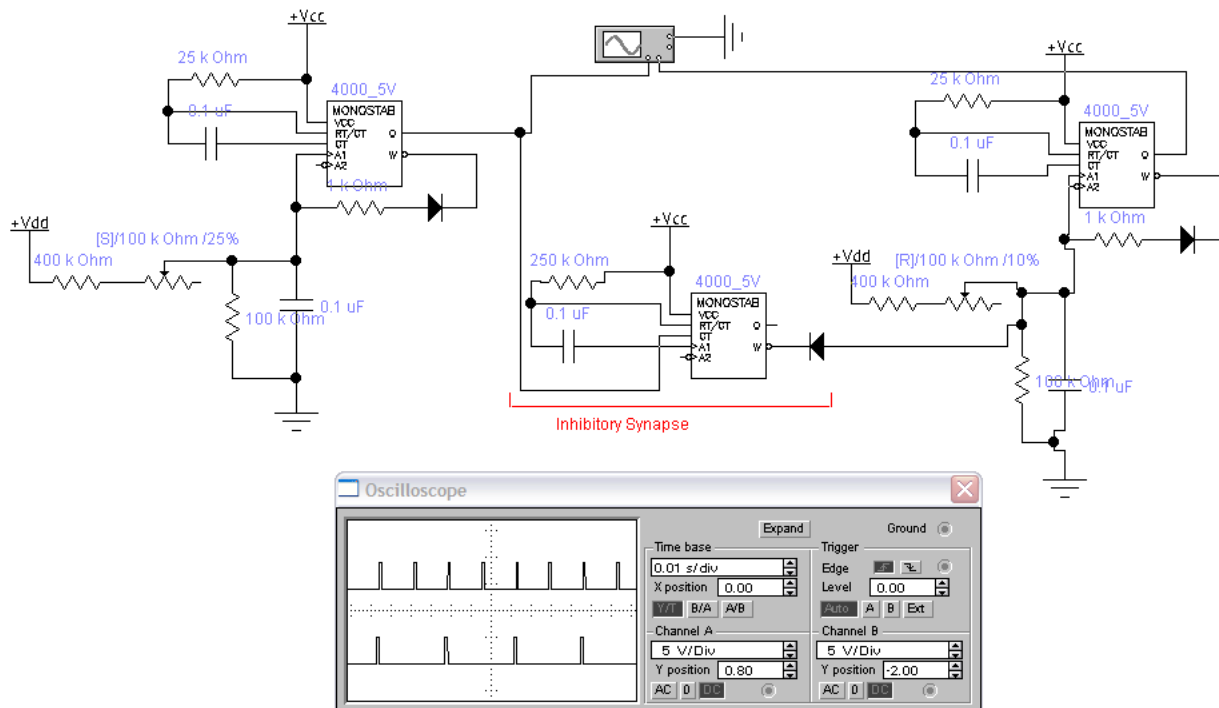 +Vcc
25 k Ohm
0.1 uF
4000_5V
MONOSTAB
VCC
RT/CT
CT
A1
A2
Q
W
1 k Ohm
+Vdd
[S]/100 k Ohm /25%
400 k Ohm
100 k Ohm
0.1 uF
+Vcc
250 k Ohm
0.1 uF
4000_5V
MONOSTAB
VCC
RT/CT
CT
A1
A2
Q
W
Inhibitory Synapse
+Vcc
25 k Ohm
0.1 uF
4000_5V
MONOSTAB
VCC
RT/CT
CT
A1
A2
Q
W
1 k Ohm
+Vdd
[R]/100 k Ohm /10%
400 k Ohm
100 k Ohm
0.1 uF
Oscilloscope
Expand
Ground
Time base
0.01 s/div
X position 0.00
Y/T B/A A/B
Trigger
Edge
Level 0.00
Auto A B Ext
Channel A
5 V/Div
Y position 0.80
AC 0 DC
Channel B
5 V/Div
Y position -2.00
AC 0 DC